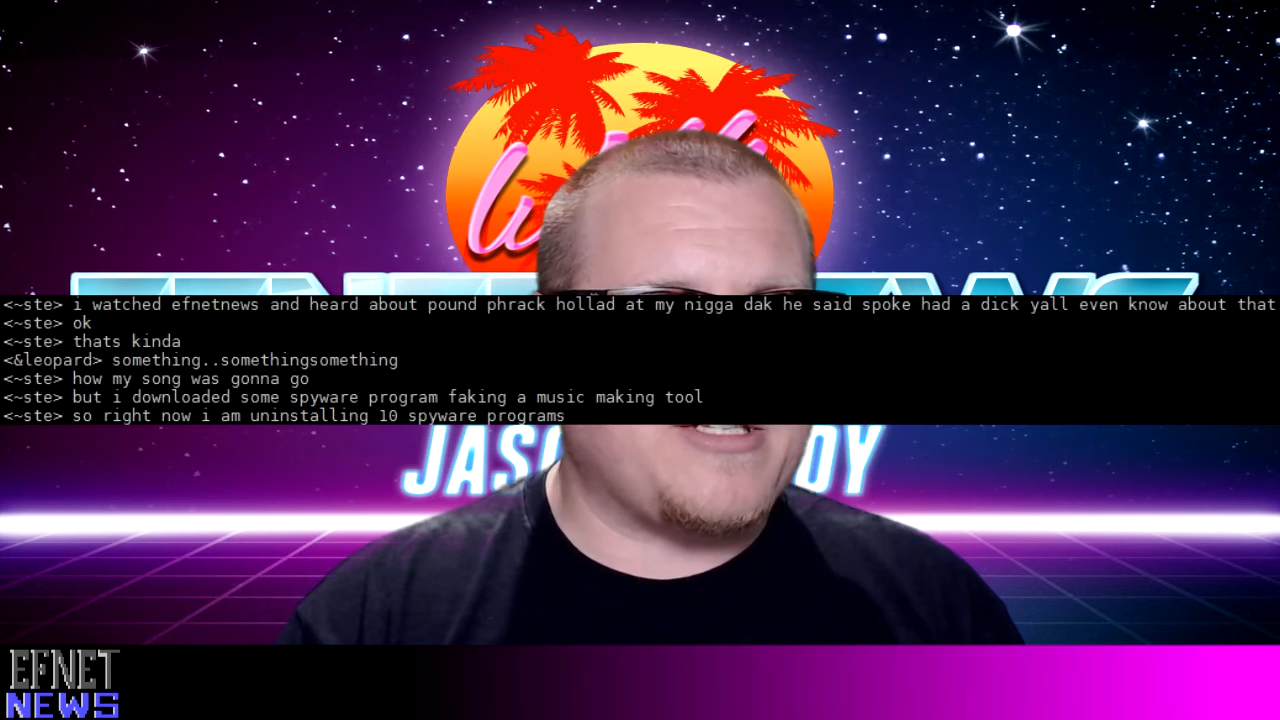 <~ste> i watched efnetnews and heard about pound phrack hollad at my nigga dak he said spoke had a dick yall even know about that
<~ste> ok
<~ste> thats kinda
<&leopard> something..somethingsomething
<~ste> how my song was gonna go
<~ste> but i downloaded some spyware program faking a music making tool
<~ste> so right now i am uninstalling 10 spyware programs
EFNET
NEWS